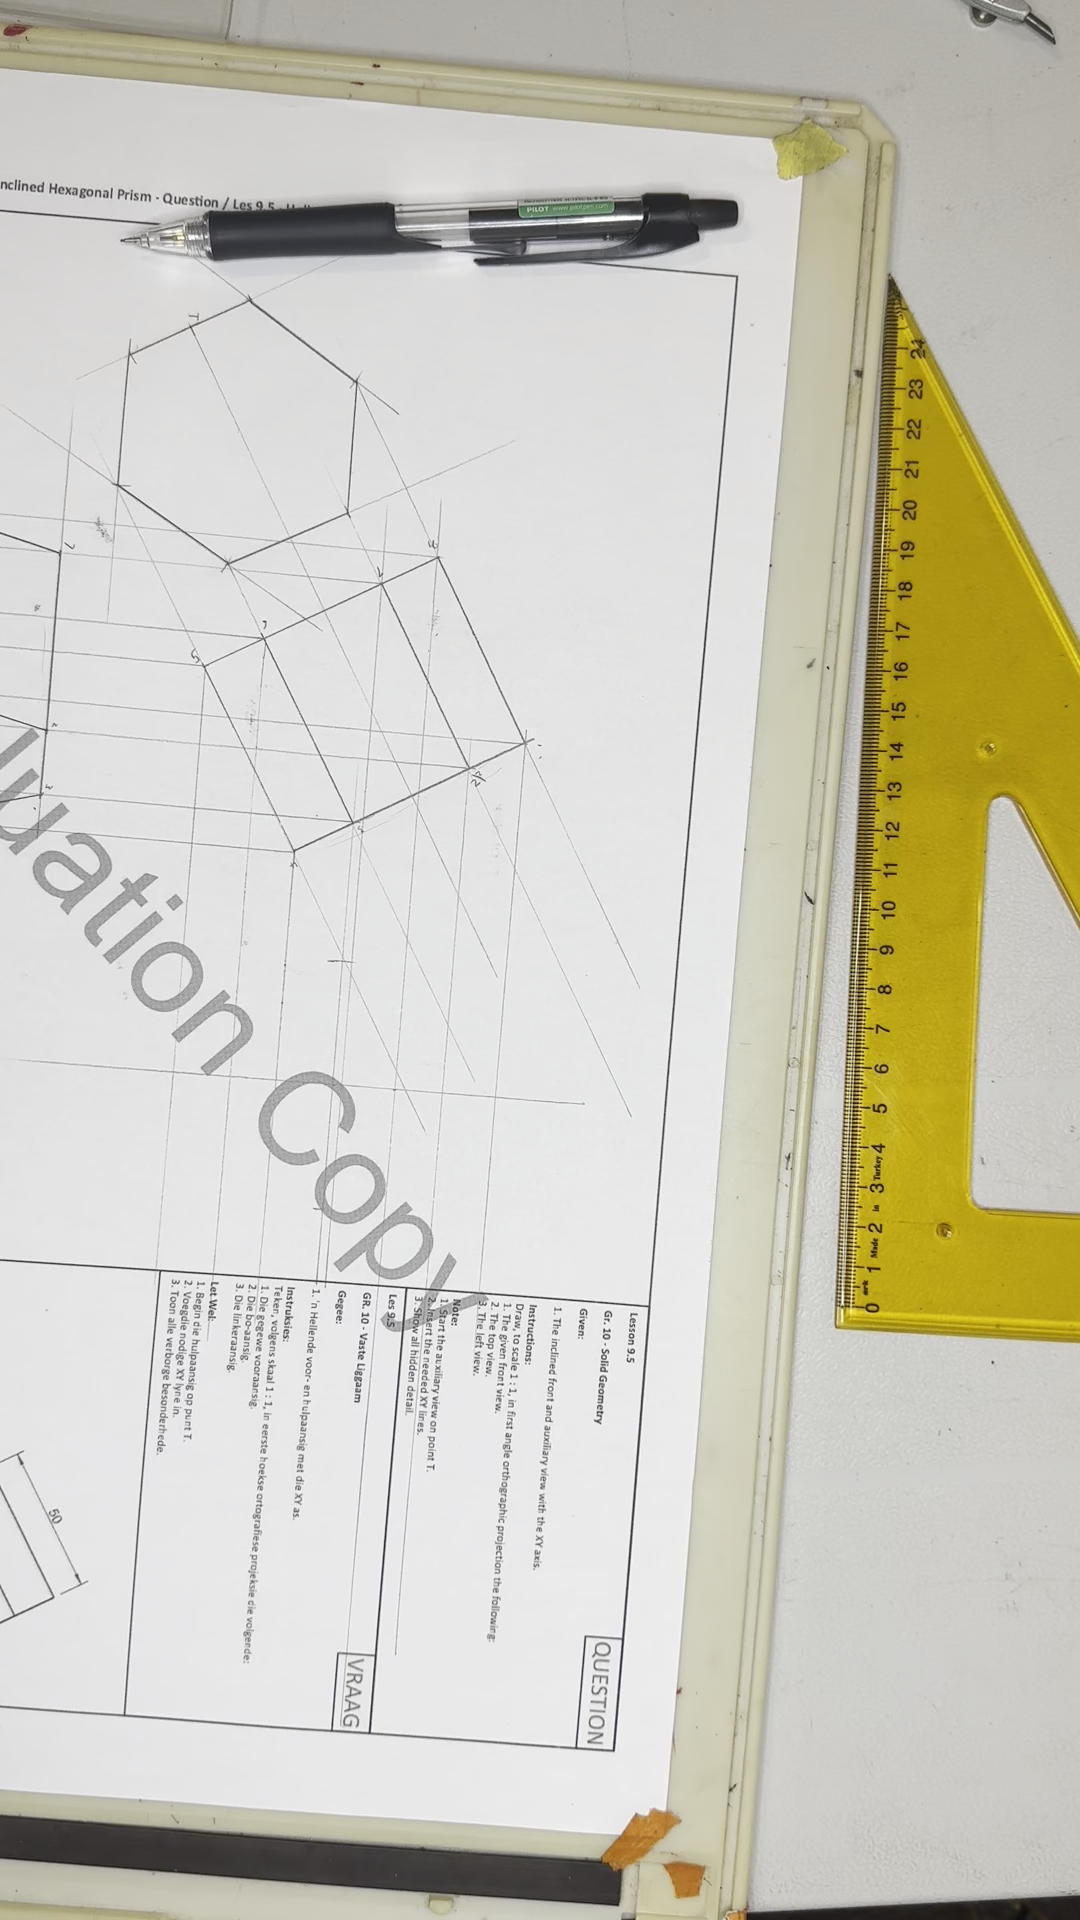 nclined Hexagonal Prism - Question / Les 9.5 -
PILOT www.pilotpen.com
Lesson 9.5
Gr. 10 - Solid Geometry
QUESTION
Given:
1. The inclined front and auxiliary view with the XY axis.
Instructions:
Draw, to scale 1 : 1, in first angle orthographic projection the following:
1. The given front view.
2. The top view.
3. The left view.
Note:
1. Start the auxiliary view on point T.
2. Insert the needed XY lines.
3. Show all hidden detail.
Les 9.5
GR. 10 - Vaste Liggaam
VRAAG
Gegee:
1. 'n Hellende voor- en hulpaansig met die XY as.
Instruksies:
Teken, volgens skaal 1 : 1, in eerste hoekse ortografiese projeksie die volgende:
1. Die gegewe vooraansig.
2. Die bo-aansig.
3. Die linkeraansig.
Let Wel:
1. Begin die hulpaansig op punt T.
2. Voegdie nodige XY lyne in.
3. Toon alle verborge besonderhede.
50
T
uation Copy
24 23 22 21 20 19 18 17 16 15 14 13 12 11 10 9 8 7 6 5 4 3 2 1 0
Made in Turkey